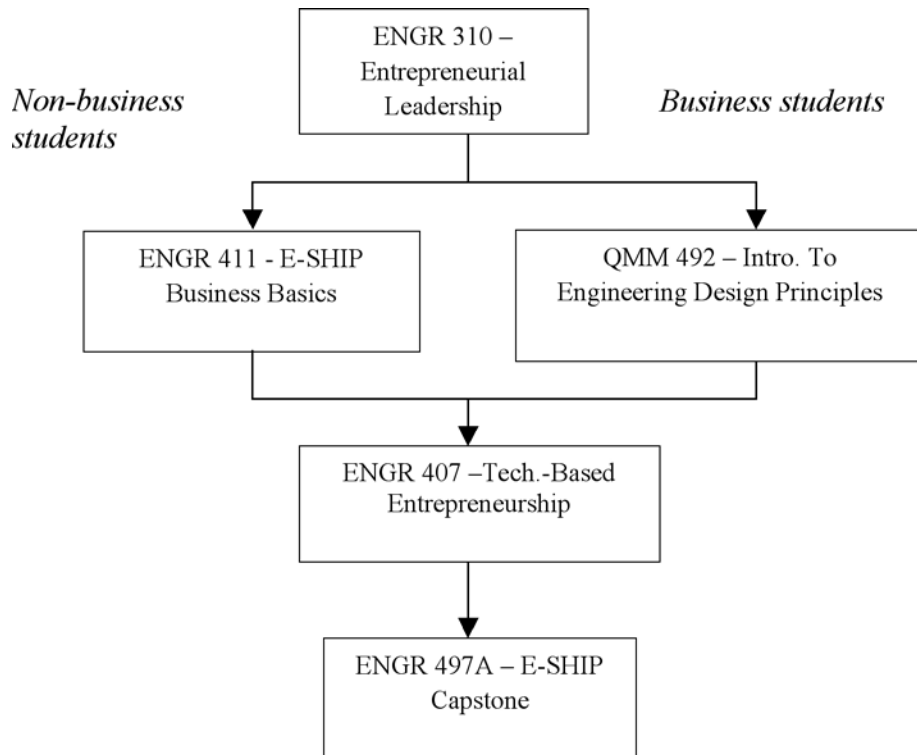 ENGR 310 –
Entrepreneurial
Leadership
Non-business
students
Business students
ENGR 411 - E-SHIP
Business Basics
QMM 492 – Intro. To
Engineering Design Principles
ENGR 407 –Tech.-Based
Entrepreneurship
ENGR 497A – E-SHIP
Capstone